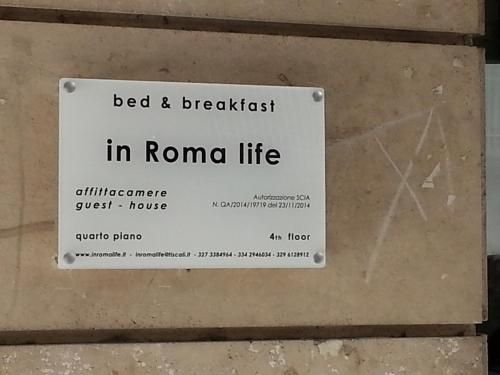 bed & breakfast
in Roma life
affittacamere
guest - house
Autorizzazione SCIA
N. QA/2014/19719 del 23/11/2014
quarto piano
4th floor
www.inromalife.it - inromalife@tiscali.it - 327 3384964 - 334 2946034 - 329 6128912